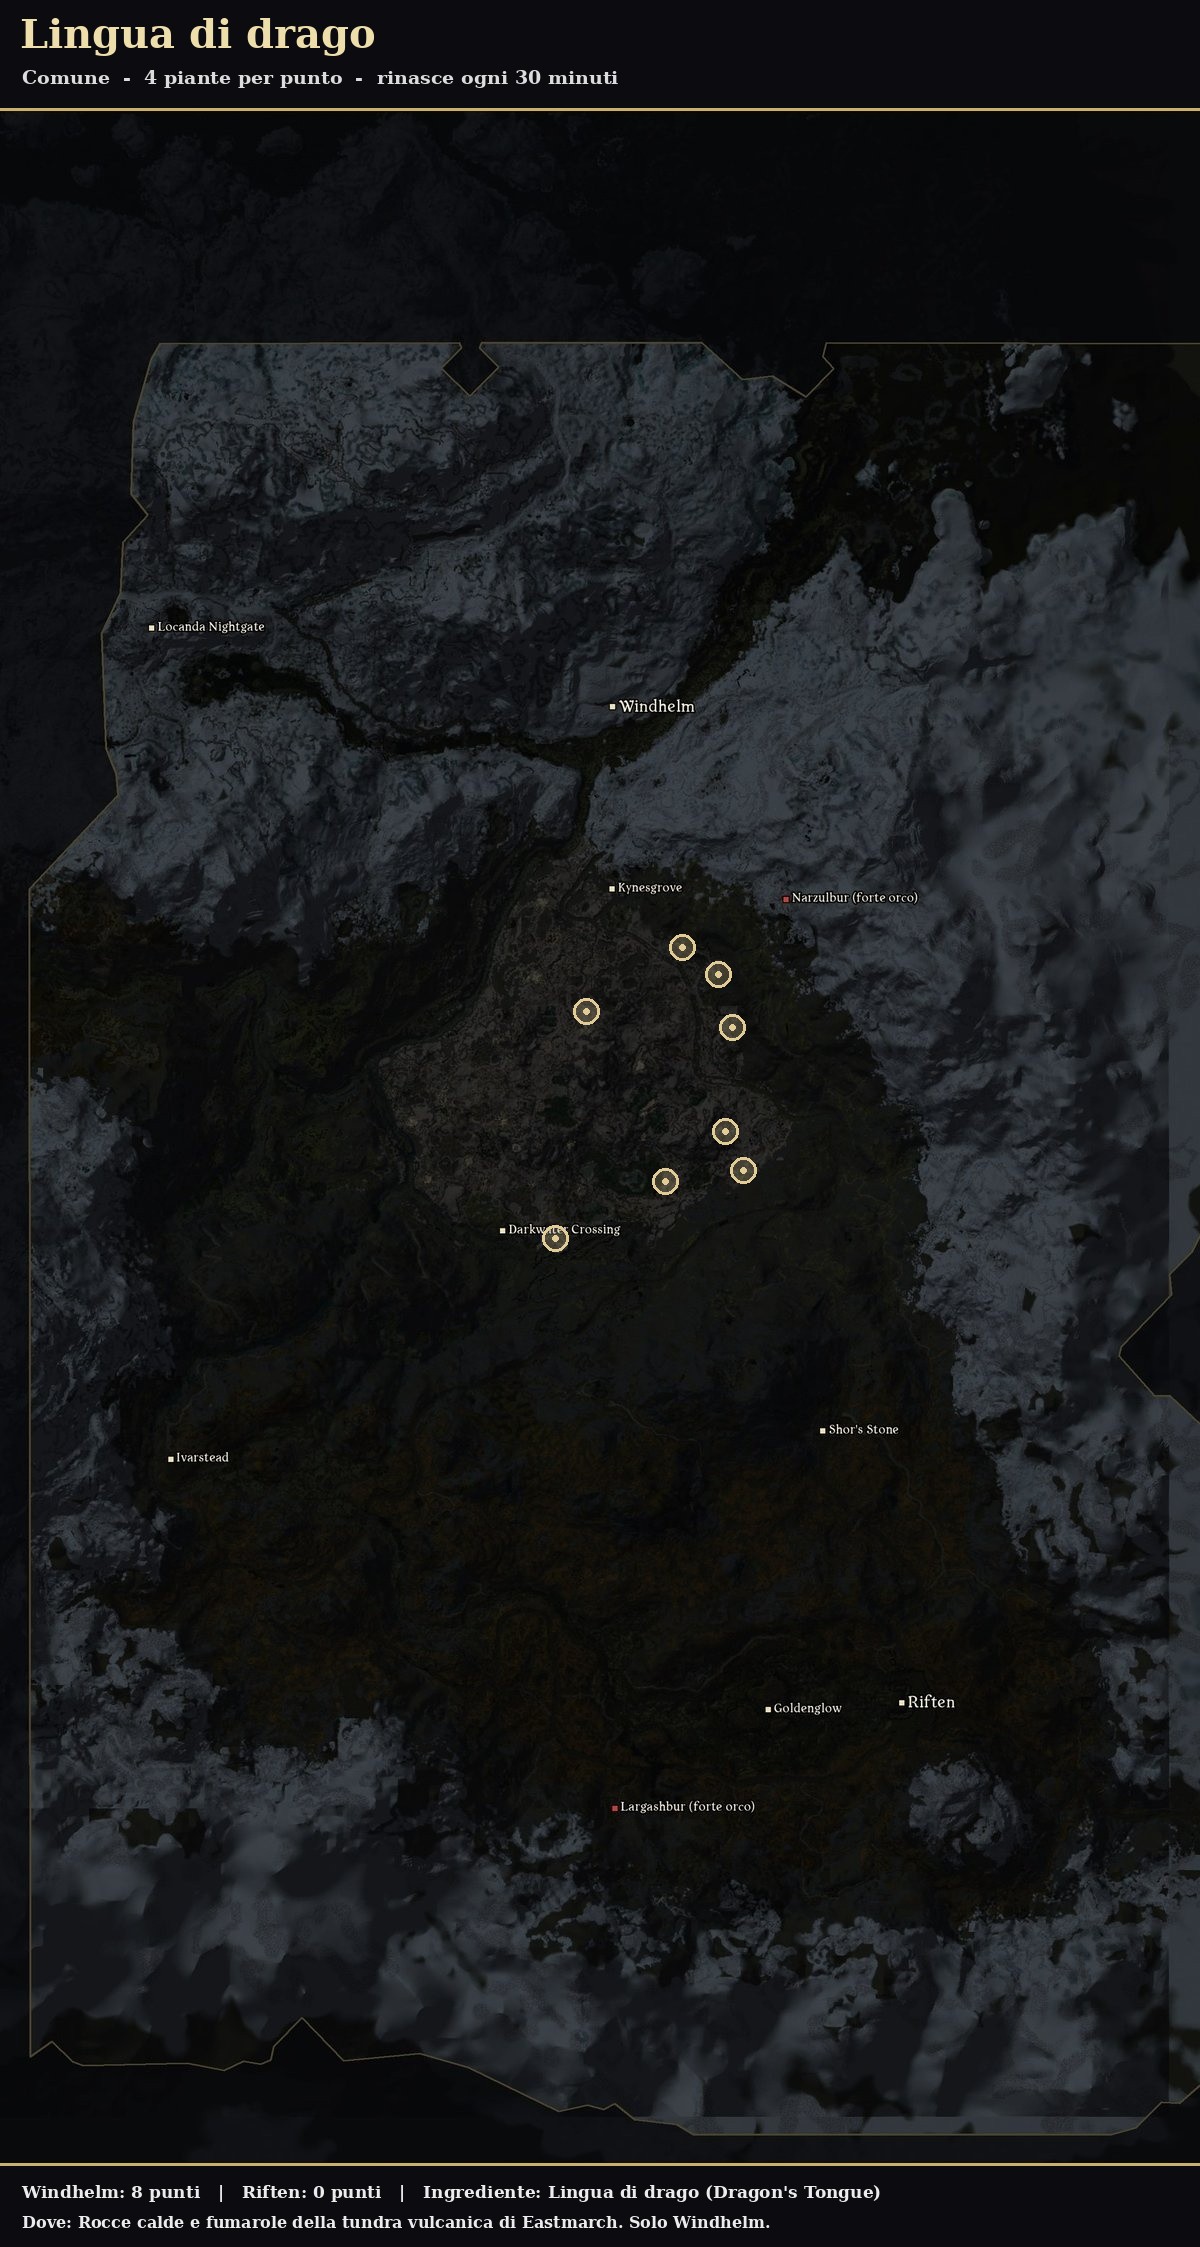 Lingua di drago
Comune - 4 piante per punto - rinasce ogni 30 minuti
Locanda Nightgate
Windhelm
Kynesgrove
Narzulbur (forte orco)
Darkwater Crossing
Shor's Stone
Ivarstead
Riften
Goldenglow
Largashbur (forte orco)
Windhelm: 8 punti | Riften: 0 punti | Ingrediente: Lingua di drago (Dragon's Tongue)
Dove: Rocce calde e fumarole della tundra vulcanica di Eastmarch. Solo Windhelm.